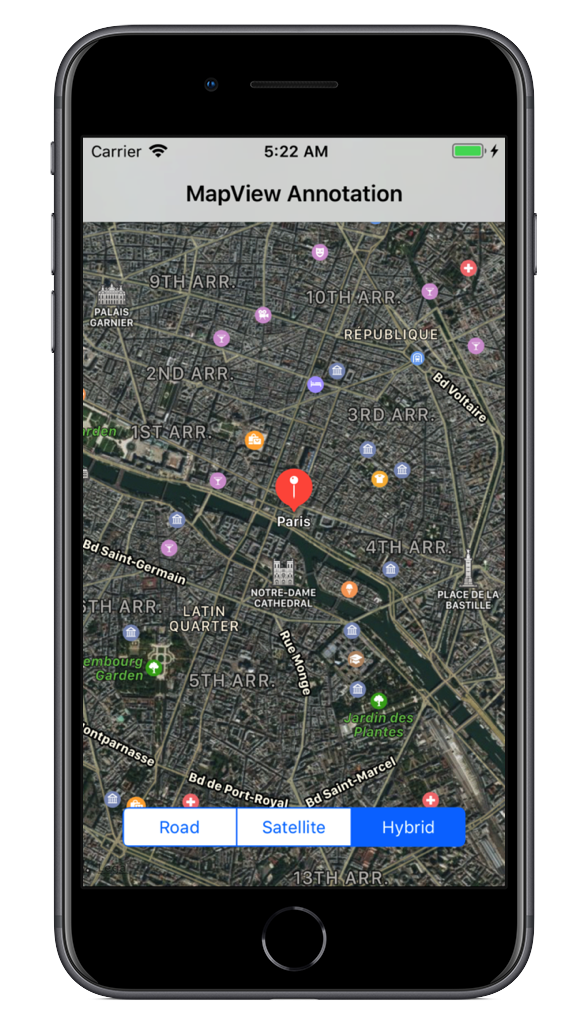 Carrier
5:22 AM
MapView Annotation
9TH ARR.
10TH ARR.
PALAIS
GARNIER
RÉPUBLIQUE
2ND ARR.
Bd Voltaire
3RD ARR.
1ST ARR.
Paris
4TH ARR.
Bd Saint-Germain
NOTRE-DAME
CATHEDRAL
PLACE DE LA
BASTILLE
LATIN
QUARTER
Rue Monge
embourg
Garden
5TH ARR.
Jardin des
Plantes
ontparnasse
Bd de Port-Royal
Bd Saint-Marcel
Road
Satellite
Hybrid
13TH ARR.